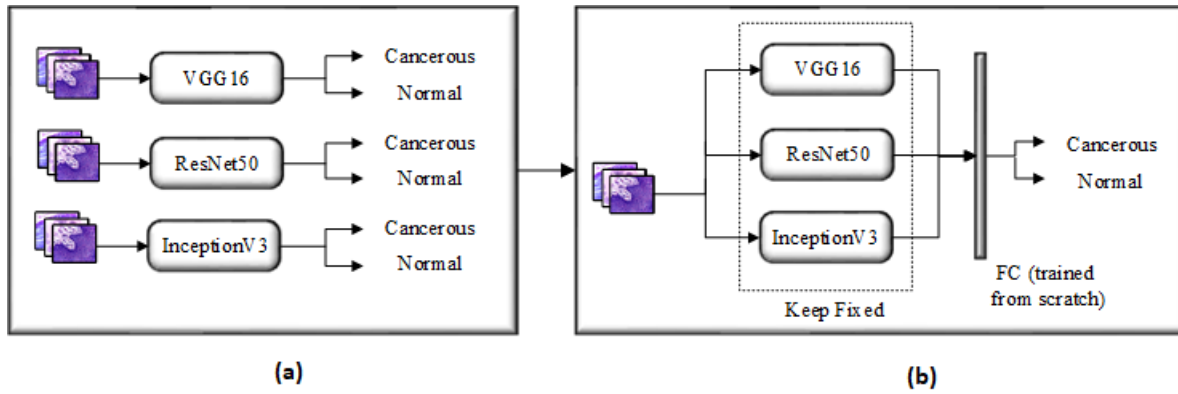 VGG16
Cancerous
Normal
ResNet50
Cancerous
Normal
InceptionV3
Cancerous
Normal
(a)
VGG16
ResNet50
InceptionV3
Keep Fixed
FC (trained
from scratch)
Cancerous
Normal
(b)